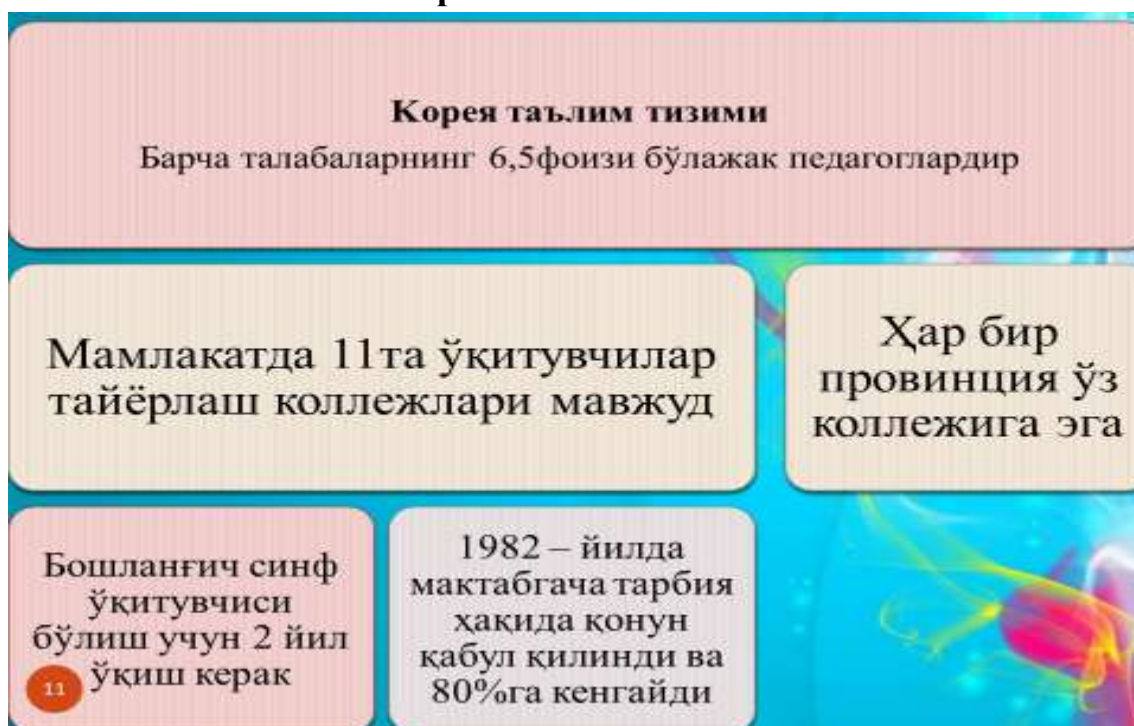 Корея таълим тизими
Барча талабаларнинг 6,5фоизи бўлажак педагоглардир
Мамлакатда 11та ўқитувчилар
тайёрлаш коллежлари мавжуд
Ҳар бир
провинция ўз
коллежига эга
Бошланғич синф
ўқитувчиси
бўлиш учун 2 йил
ўқиш керак
11
1982 – йилда
мактабгача тарбия
ҳақида қонун
қабул қилинди ва
80%га кенгайди